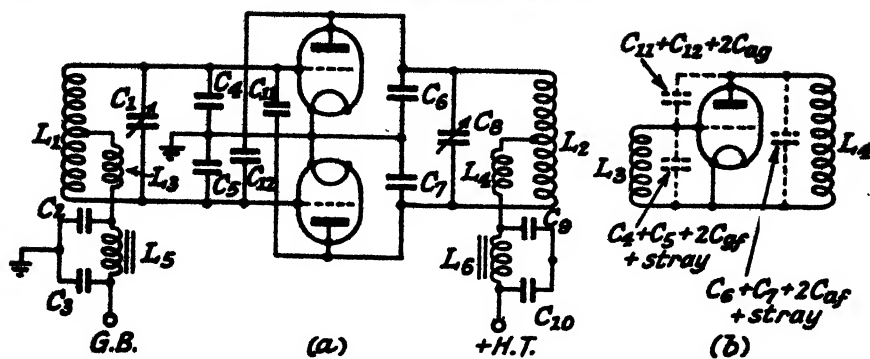 L1
C1
C4
C11
L3
C5
C12
C2
L5
C3
G.B.
(a)
C6
C8
L2
C7
L4
C9
L6
C10
+H.T.
C11+C12+2Cag
L3
L4
C4+C5+2Caf
+stray
C6+C7+2Caf
+stray
(b)